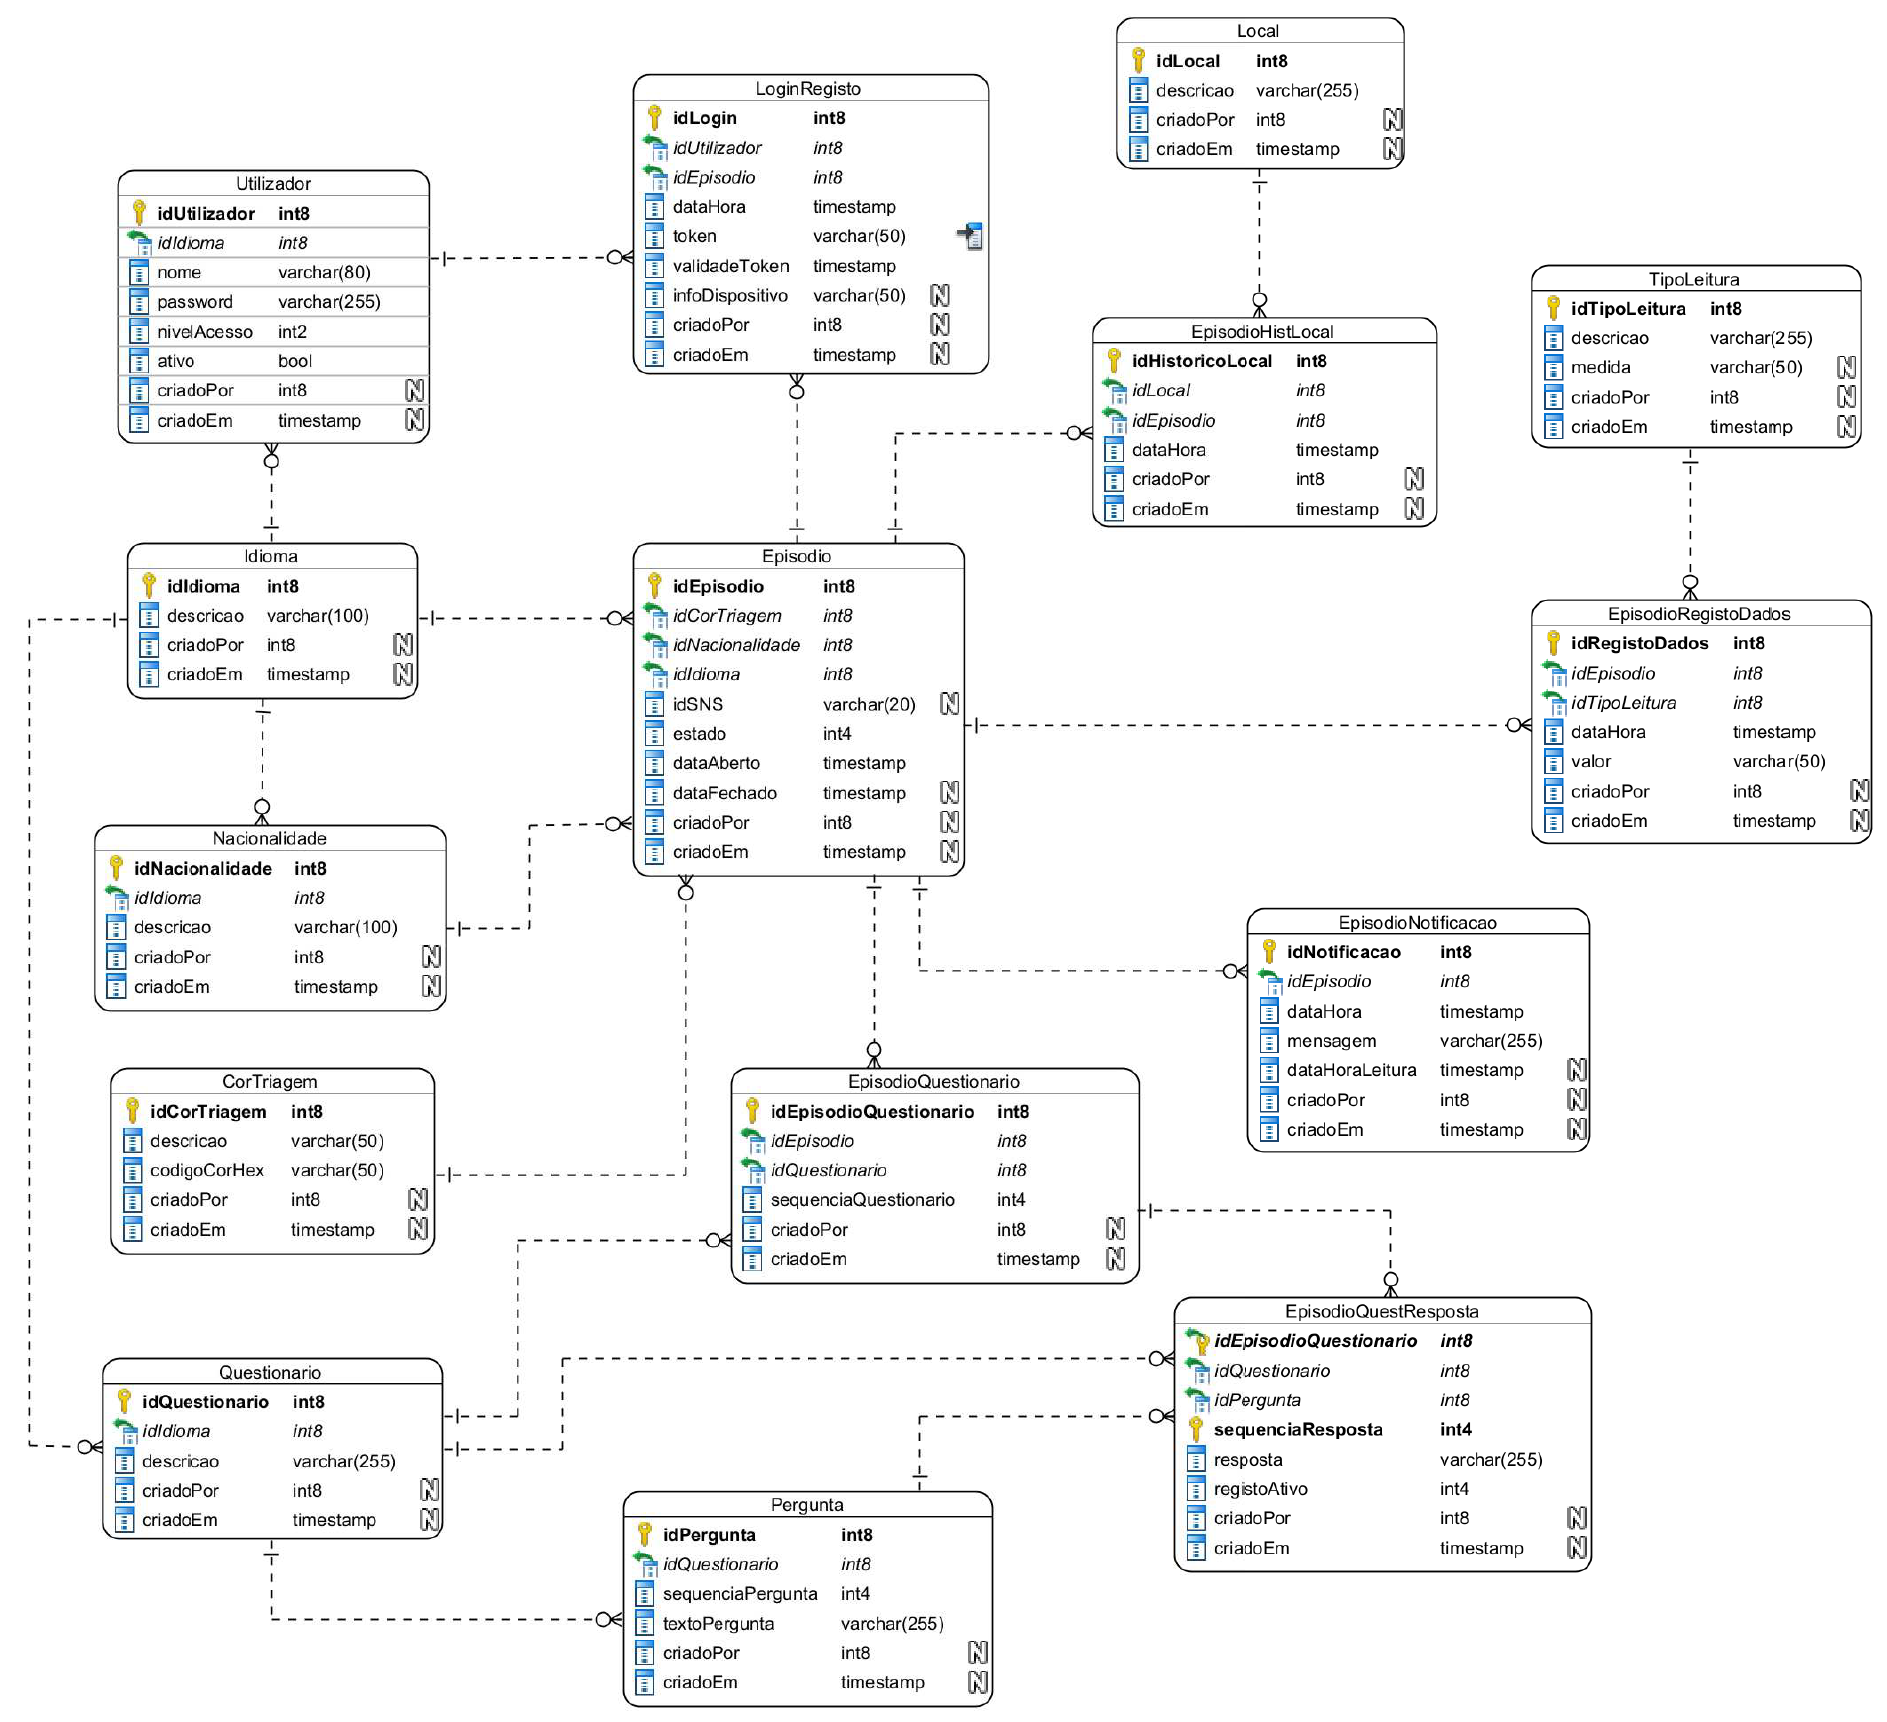 Local
idLocal int8
descricao varchar(255)
criadoPor int8 N
criadoEm timestamp N
LoginRegisto
idLogin int8
idUtilizador int8
idEpisodio int8
dataHora timestamp
token varchar(50)
validadeToken timestamp
infoDispositivo varchar(50) N
criadoPor int8 N
criadoEm timestamp N
Utilizador
idUtilizador int8
idIdioma int8
nome varchar(80)
password varchar(255)
nivelAcesso int2
ativo bool
criadoPor int8 N
criadoEm timestamp N
EpisodioHistLocal
idHistoricoLocal int8
idLocal int8
idEpisodio int8
dataHora timestamp
criadoPor int8 N
criadoEm timestamp N
TipoLeitura
idTipoLeitura int8
descricao varchar(255)
medida varchar(50) N
criadoPor int8 N
criadoEm timestamp N
Idioma
idIdioma int8
descricao varchar(100)
criadoPor int8 N
criadoEm timestamp N
Episodio
idEpisodio int8
idCorTriagem int8
idNacionalidade int8
idIdioma int8
idSNS varchar(20) N
estado int4
dataAberto timestamp
dataFechado timestamp N
criadoPor int8 N
criadoEm timestamp N
EpisodioRegistoDados
idRegistoDados int8
idEpisodio int8
idTipoLeitura int8
dataHora timestamp
valor varchar(50)
criadoPor int8 N
criadoEm timestamp N
Nacionalidade
idNacionalidade int8
idIdioma int8
descricao varchar(100)
criadoPor int8 N
criadoEm timestamp N
EpisodioNotificacao
idNotificacao int8
idEpisodio int8
dataHora timestamp
mensagem varchar(255)
dataHoraLeitura timestamp N
criadoPor int8 N
criadoEm timestamp N
CorTriagem
idCorTriagem int8
descricao varchar(50)
codigoCorHex varchar(50)
criadoPor int8 N
criadoEm timestamp N
EpisodioQuestionario
idEpisodioQuestionario int8
idEpisodio int8
idQuestionario int8
sequenciaQuestionario int4
criadoPor int8 N
criadoEm timestamp N
EpisodioQuestResposta
idEpisodioQuestionario int8
idQuestionario int8
idPergunta int8
sequenciaResposta int4
resposta varchar(255)
registoAtivo int4
criadoPor int8 N
criadoEm timestamp N
Questionario
idQuestionario int8
idIdioma int8
descricao varchar(255)
criadoPor int8 N
criadoEm timestamp N
Pergunta
idPergunta int8
idQuestionario int8
sequenciaPergunta int4
textoPergunta varchar(255)
criadoPor int8 N
criadoEm timestamp N